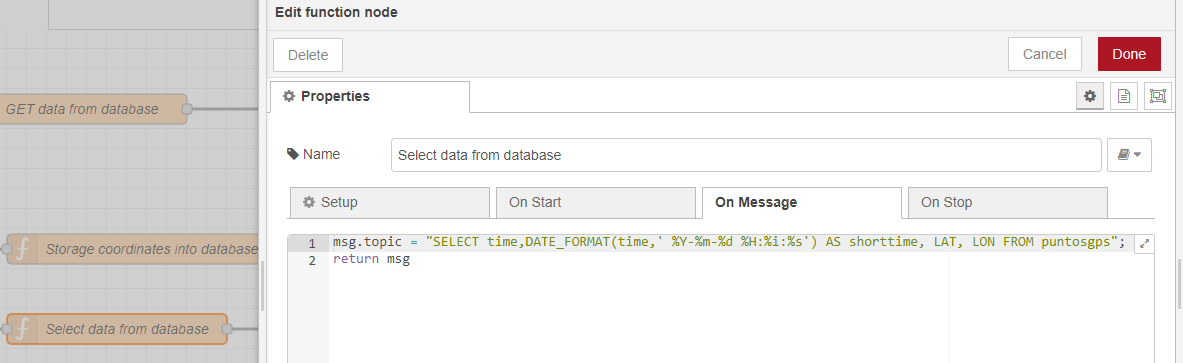 Edit function node
Delete
Cancel
Done
GET data from database
Properties
Name
Select data from database
Setup
On Start
On Message
On Stop
1 msg.topic = "SELECT time,DATE_FORMAT(time,' %Y-%m-%d %H:%i:%s') AS shorttime, LAT, LON FROM puntosgps";
2 return msg
Storage coordinates into database
Select data from database